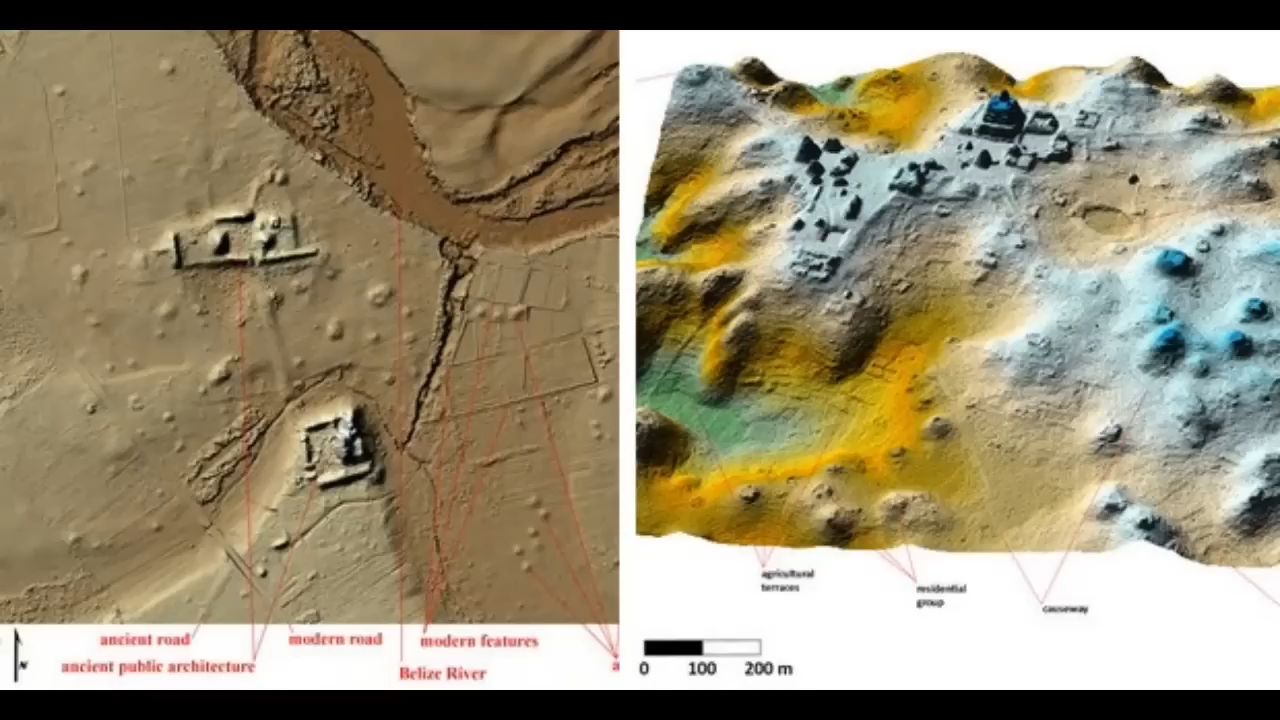 ancient road
modern road
modern features
ancient public architecture
Belize River
a
N
agricultural
terraces
residential
group
causeway
0 100 200 m